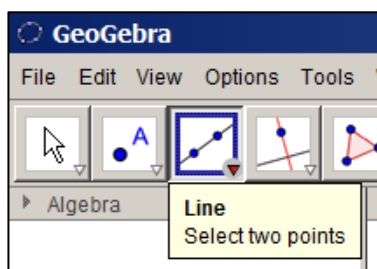 GeoGebra
File Edit View Options Tools
A
Algebra
Line
Select two points